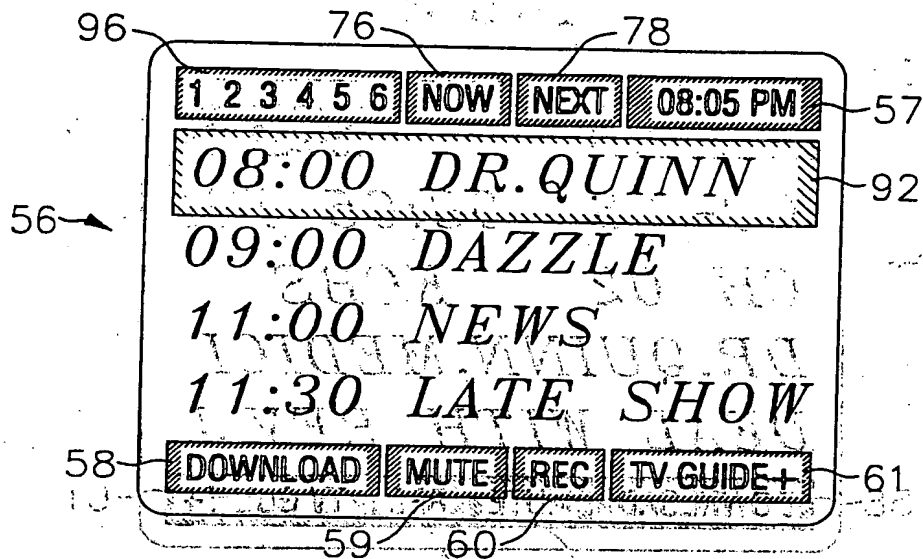 96 76 78
1 2 3 4 5 6 NOW NEXT 08:05 PM 57
08:00 DR.QUINN 92
56
09:00 DAZZLE
11:00 NEWS
11:30 LATE SHOW
58 DOWNLOAD MUTE REC TV GUIDE+ 61
59 60